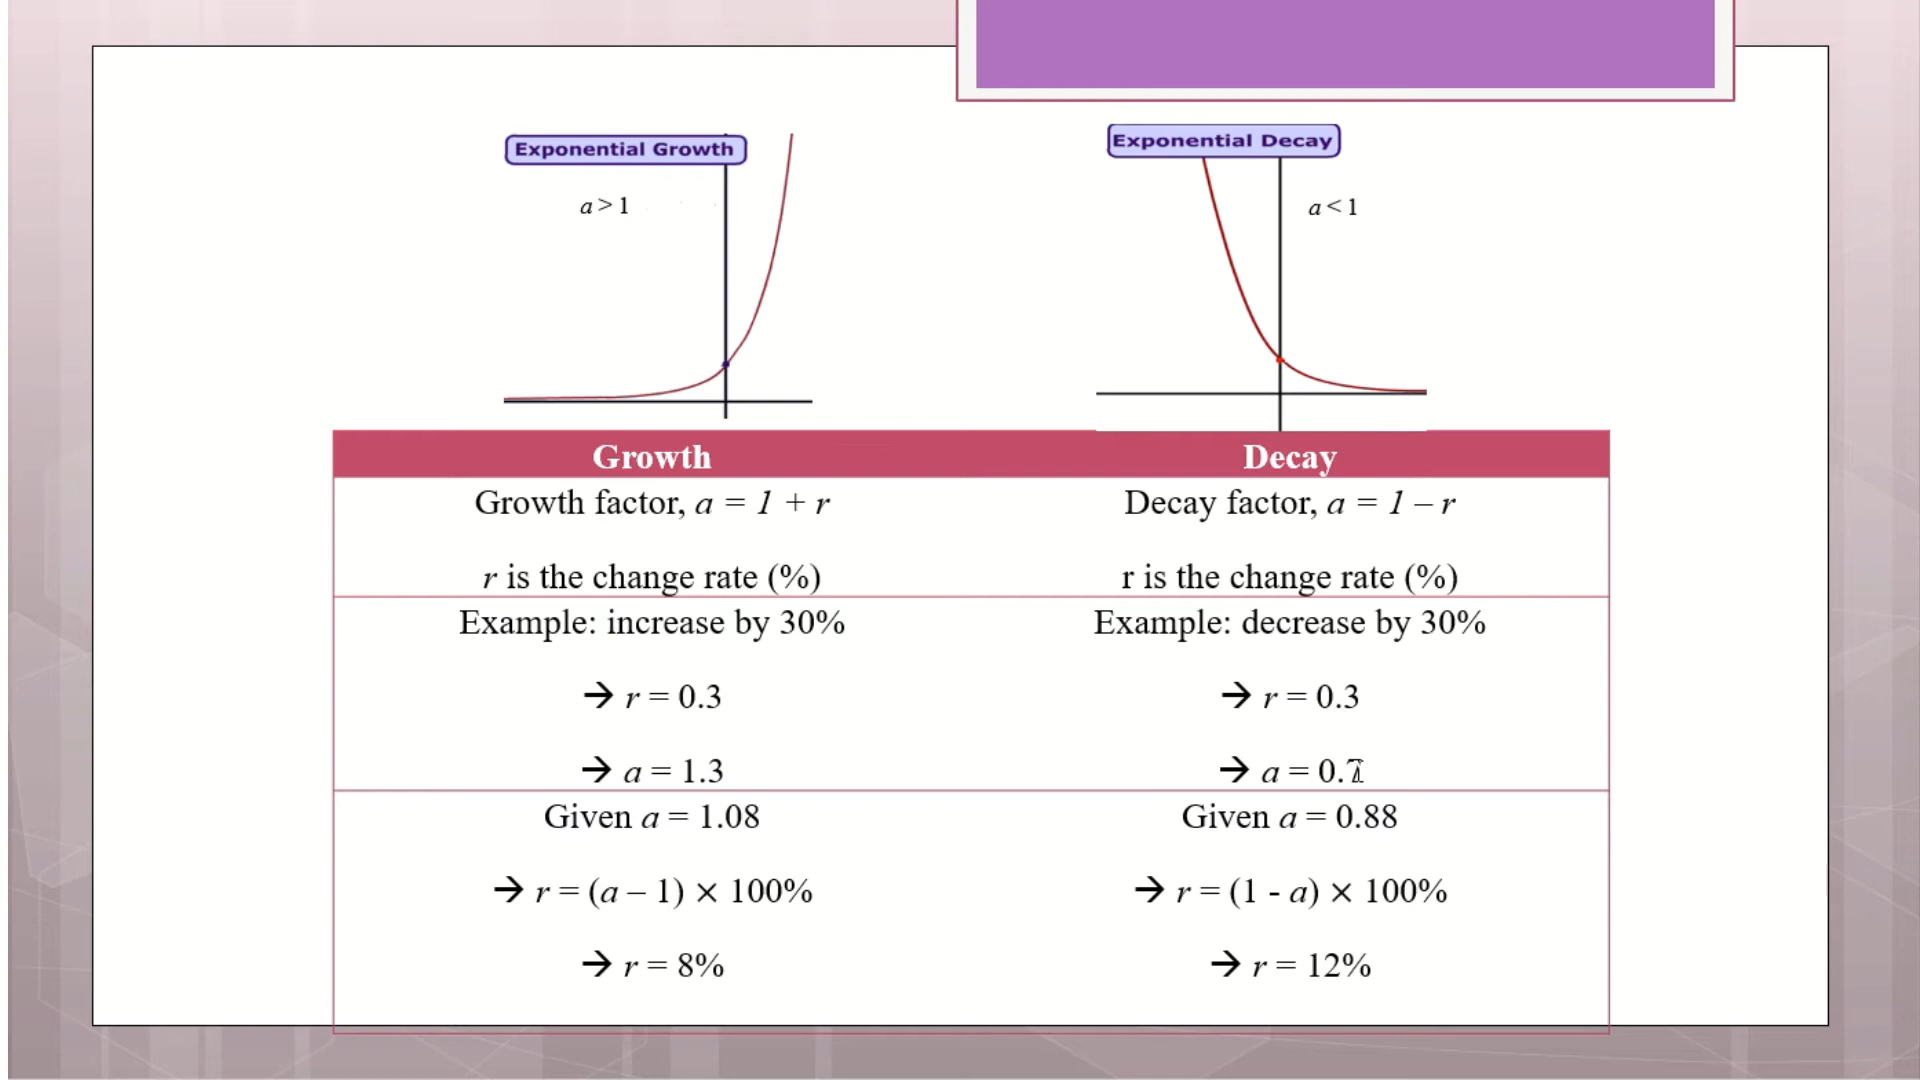 Exponential Growth
a > 1
Exponential Decay
a < 1
Growth
Decay
Growth factor, a = 1 + r
r is the change rate (%)
Decay factor, a = 1 – r
r is the change rate (%)
Example: increase by 30%
→ r = 0.3
→ a = 1.3
Example: decrease by 30%
→ r = 0.3
→ a = 0.7
Given a = 1.08
→ r = (a – 1) × 100%
→ r = 8%
Given a = 0.88
→ r = (1 - a) × 100%
→ r = 12%